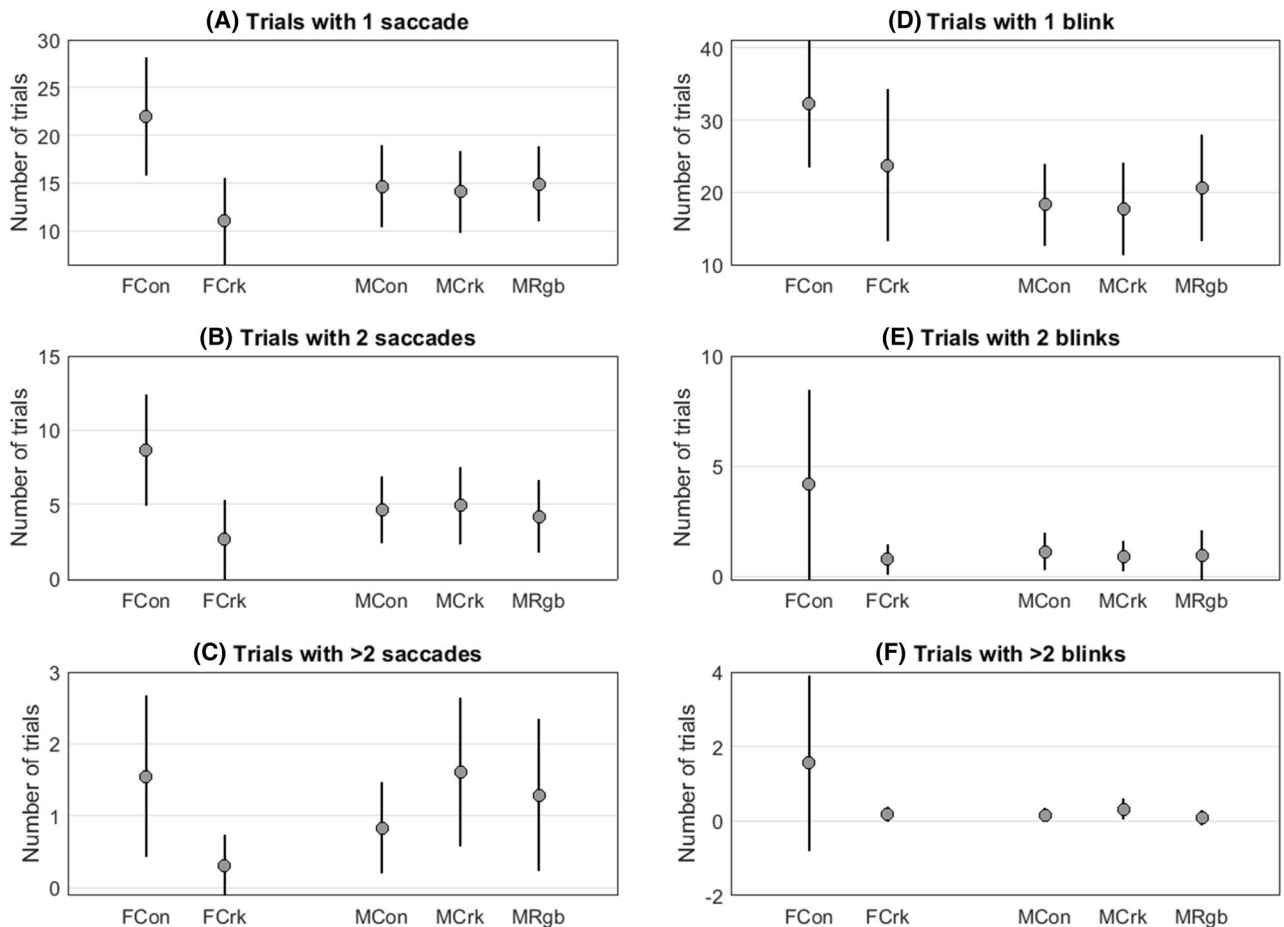 (A) Trials with 1 saccade
Number of trials
30
25
20
15
10
FCon FCrk MCon MCrk MRgb
(B) Trials with 2 saccades
Number of trials
15
10
5
0
FCon FCrk MCon MCrk MRgb
(C) Trials with >2 saccades
Number of trials
3
2
1
0
FCon FCrk MCon MCrk MRgb
(D) Trials with 1 blink
Number of trials
40
30
20
10
FCon FCrk MCon MCrk MRgb
(E) Trials with 2 blinks
Number of trials
10
5
0
FCon FCrk MCon MCrk MRgb
(F) Trials with >2 blinks
Number of trials
4
2
0
-2
FCon FCrk MCon MCrk MRgb